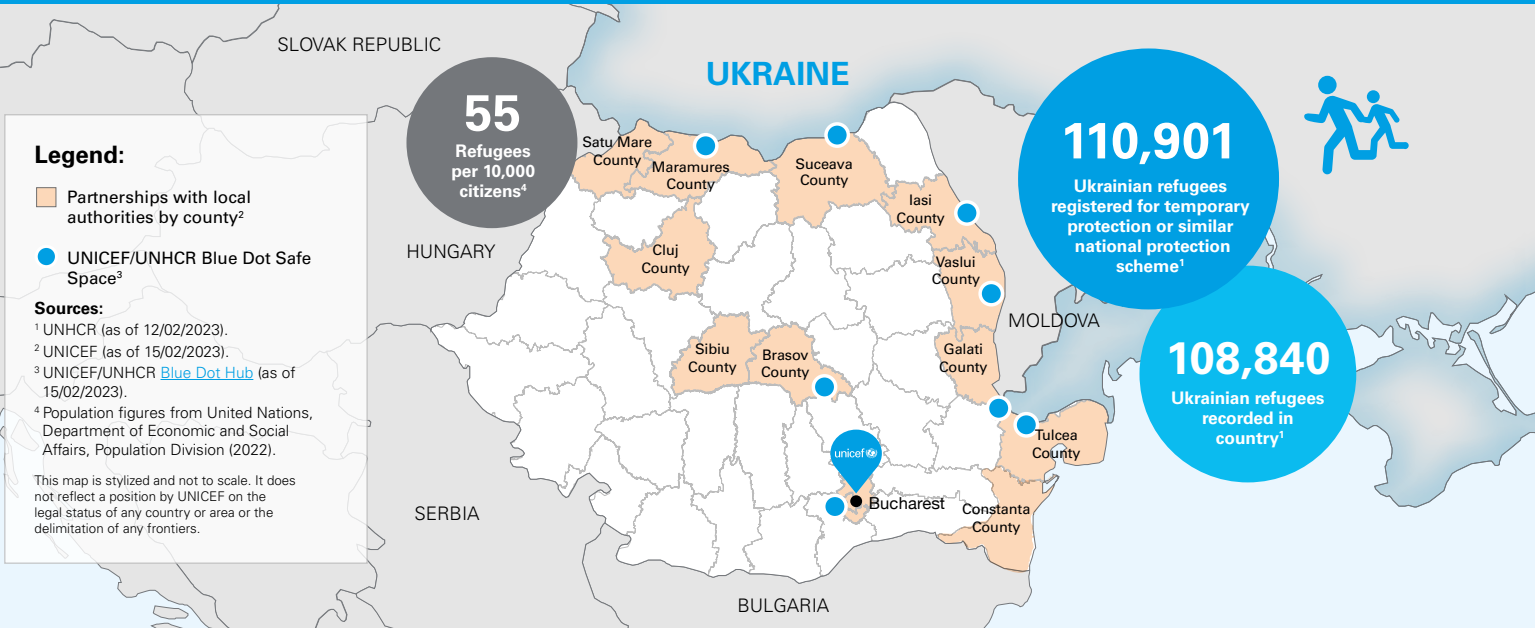 SLOVAK REPUBLIC
UKRAINE
55
Refugees
per 10,000
citizens⁴
110,901
Ukrainian refugees
registered for temporary
protection or similar
national protection
scheme¹
108,840
Ukrainian refugees
recorded in
country¹
Legend:
Partnerships with local
authorities by county²
UNICEF/UNHCR Blue Dot Safe
Space³
Sources:
¹ UNHCR (as of 12/02/2023).
² UNICEF (as of 15/02/2023).
³ UNICEF/UNHCR Blue Dot Hub (as of
15/02/2023).
⁴ Population figures from United Nations,
Department of Economic and Social
Affairs, Population Division (2022).
This map is stylized and not to scale. It does
not reflect a position by UNICEF on the
legal status of any country or area or the
delimitation of any frontiers.
Satu Mare
County
Maramures
County
Suceava
County
Iasi
County
Cluj
County
Vaslui
County
HUNGARY
MOLDOVA
Sibiu
County
Brasov
County
Galati
County
Tulcea
County
unicef
Bucharest
Constanta
County
SERBIA
BULGARIA